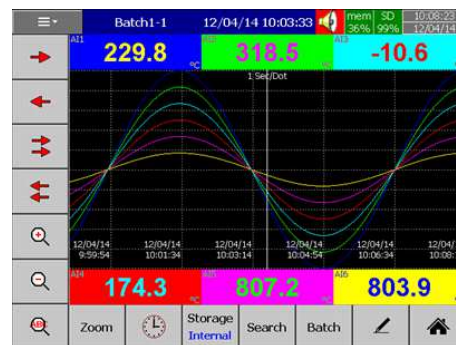 Batch1-1 12/04/14 10:03:33 mem 36% SD 99% 10:08:23 12/04/14
AI1 AI2 AI3
229.8 °C 318.5 °C -10.6
1 Sec/Dot
12/04/14 12/04/14 12/04/14 12/04/14 12/04/14 12/04/
9:59:54 10:01:34 10:03:14 10:04:54 10:06:34 10:08:
AI4 AI5 AI6
174.3 °C 807.2 °C 803.9
ABC Zoom Storage Internal Search Batch